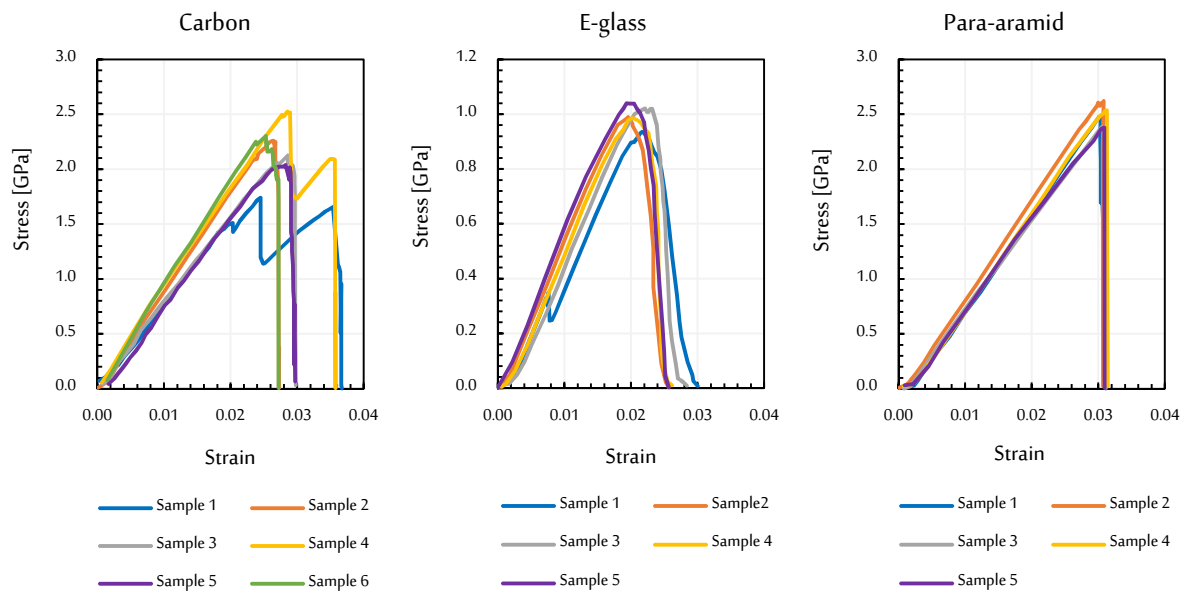 Carbon
E-glass
Para-aramid
3.0
2.5
2.0
1.5
1.0
0.5
0.0
Stress [GPa]
0.00 0.01 0.02 0.03 0.04
Strain
1.2
1.0
0.8
0.6
0.4
0.2
0.0
Stress [GPa]
0.00 0.01 0.02 0.03 0.04
Strain
3.0
2.5
2.0
1.5
1.0
0.5
0.0
Stress [GPa]
0.00 0.01 0.02 0.03 0.04
Strain
Sample 1 Sample 2
Sample 3 Sample 4
Sample 5 Sample 6
Sample 1 Sample2
Sample 3 Sample 4
Sample 5
Sample 1 Sample 2
Sample 3 Sample 4
Sample 5